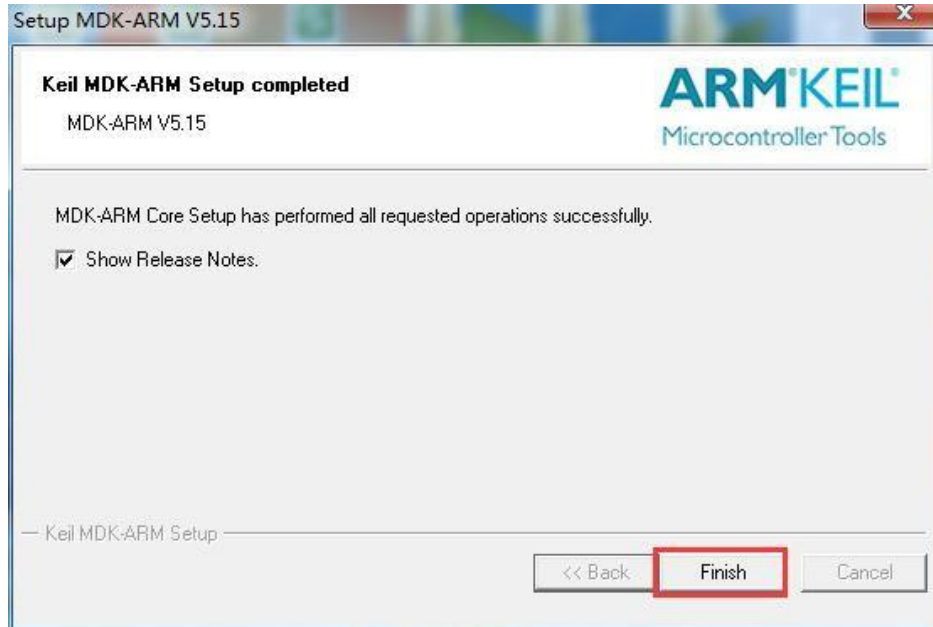 Setup MDK-ARM V5.15
X
Keil MDK-ARM Setup completed
MDK-ARM V5.15
ARM KEIL
Microcontroller Tools
MDK-ARM Core Setup has performed all requested operations successfully.
Show Release Notes.
Keil MDK-ARM Setup
<< Back Finish Cancel